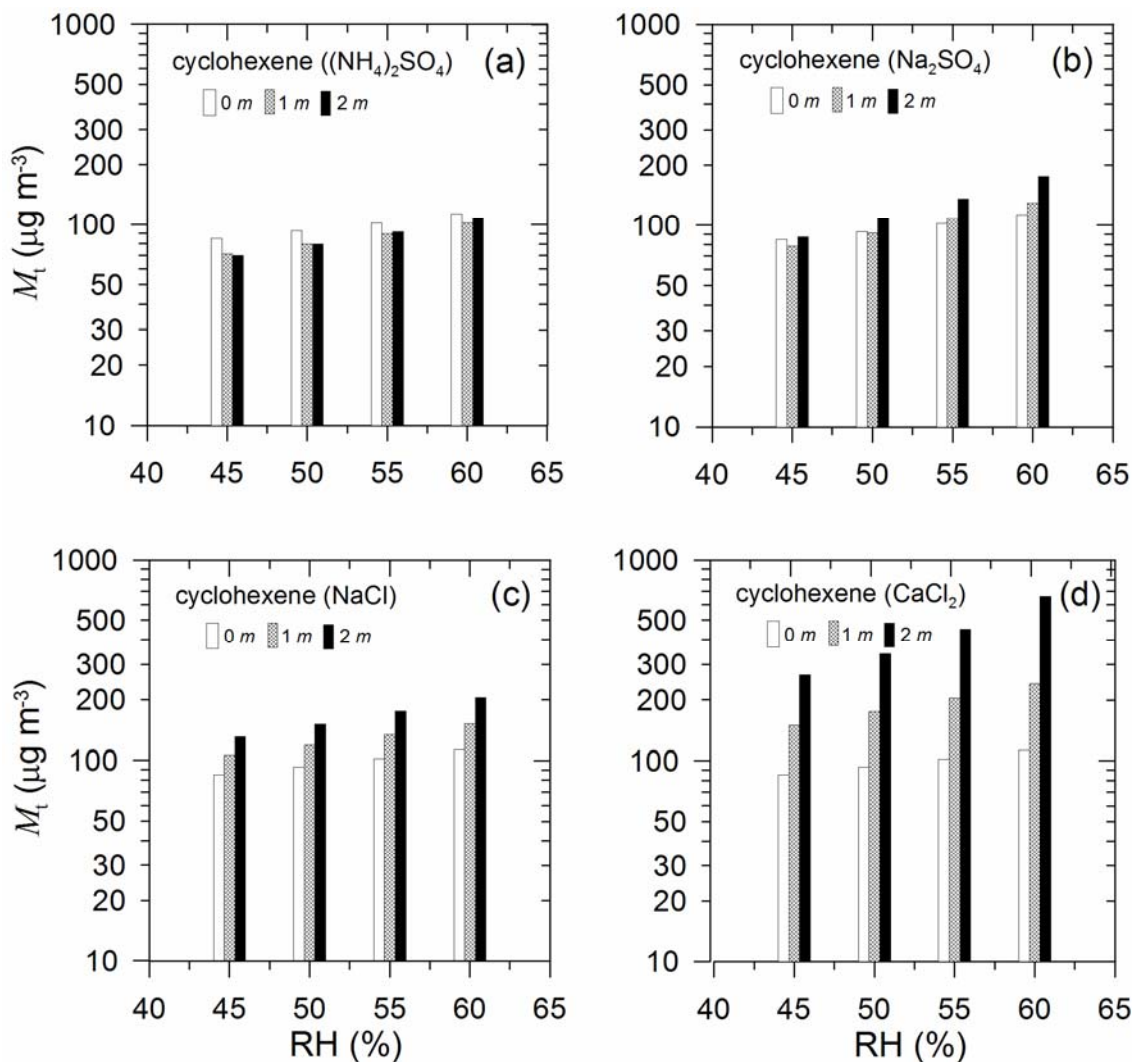 1000
500
300
200
100
50
30
20
10
M_t (µg m⁻³)
cyclohexene ((NH₄)₂SO₄) (a)
0 m 1 m 2 m
40 45 50 55 60 65
1000
500
300
200
100
50
30
20
10
cyclohexene (Na₂SO₄) (b)
0 m 1 m 2 m
40 45 50 55 60 65
1000
500
300
200
100
50
30
20
10
M_t (µg m⁻³)
cyclohexene (NaCl) (c)
0 m 1 m 2 m
40 45 50 55 60 65
RH (%)
1000
500
300
200
100
50
30
20
10
cyclohexene (CaCl₂) (d)
0 m 1 m 2 m
40 45 50 55 60 65
RH (%)